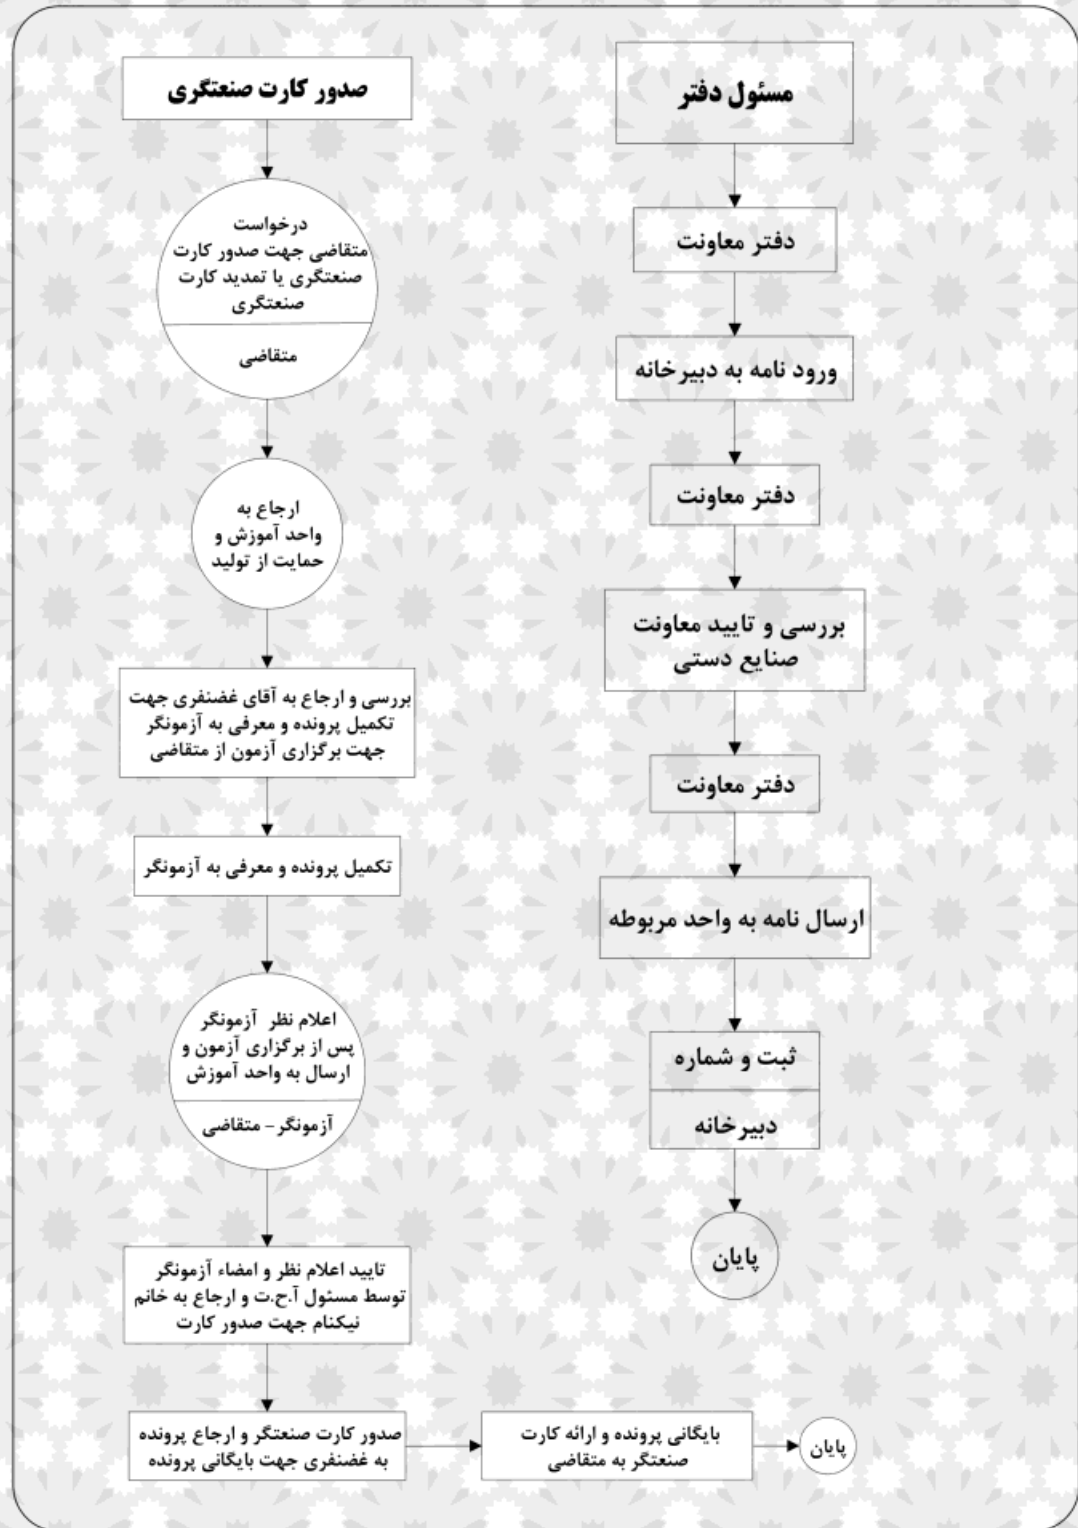 مسئول دفتر
دفتر معاونت
ورود نامه به دبیرخانه
دفتر معاونت
بررسی و تایید معاونت
صنایع دستی
دفتر معاونت
ارسال نامه به واحد مربوطه
ثبت و شماره
دبیرخانه
پایان
صدور کارت صنعتگری
درخواست
متقاضی جهت صدور کارت
صنعتگری یا تمدید کارت
صنعتگری
متقاضی
ارجاع به
واحد آموزش و
حمایت از تولید
بررسی و ارجاع به آقای غضنفری جهت
تکمیل پرونده و معرفی به آزمونگر
جهت برگزاری آزمون از متقاضی
تکمیل پرونده و معرفی به آزمونگر
اعلام نظر آزمونگر
پس از برگزاری آزمون و
ارسال به واحد آموزش
آزمونگر – متقاضی
تایید اعلام نظر و امضاء آزمونگر
توسط مسئول آ.ح.ت و ارجاع به خانم
نیکنام جهت صدور کارت
صدور کارت صنعتگر و ارجاع پرونده
به غضنفری جهت بایگانی پرونده
بایگانی پرونده و ارائه کارت
صنعتگر به متقاضی
پایان